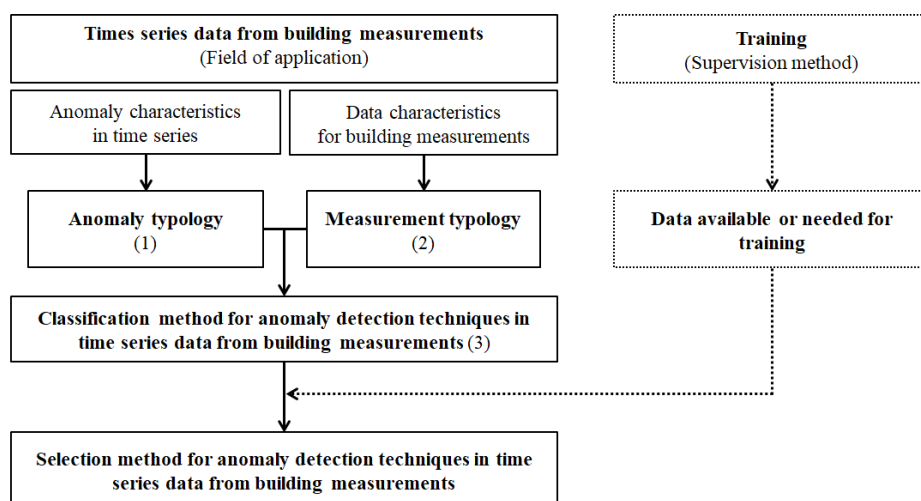 Times series data from building measurements
(Field of application)
Training
(Supervision method)
Anomaly characteristics
in time series
Data characteristics
for building measurements
Anomaly typology
(1)
Measurement typology
(2)
Data available or needed for
training
Classification method for anomaly detection techniques in
time series data from building measurements (3)
Selection method for anomaly detection techniques in time
series data from building measurements